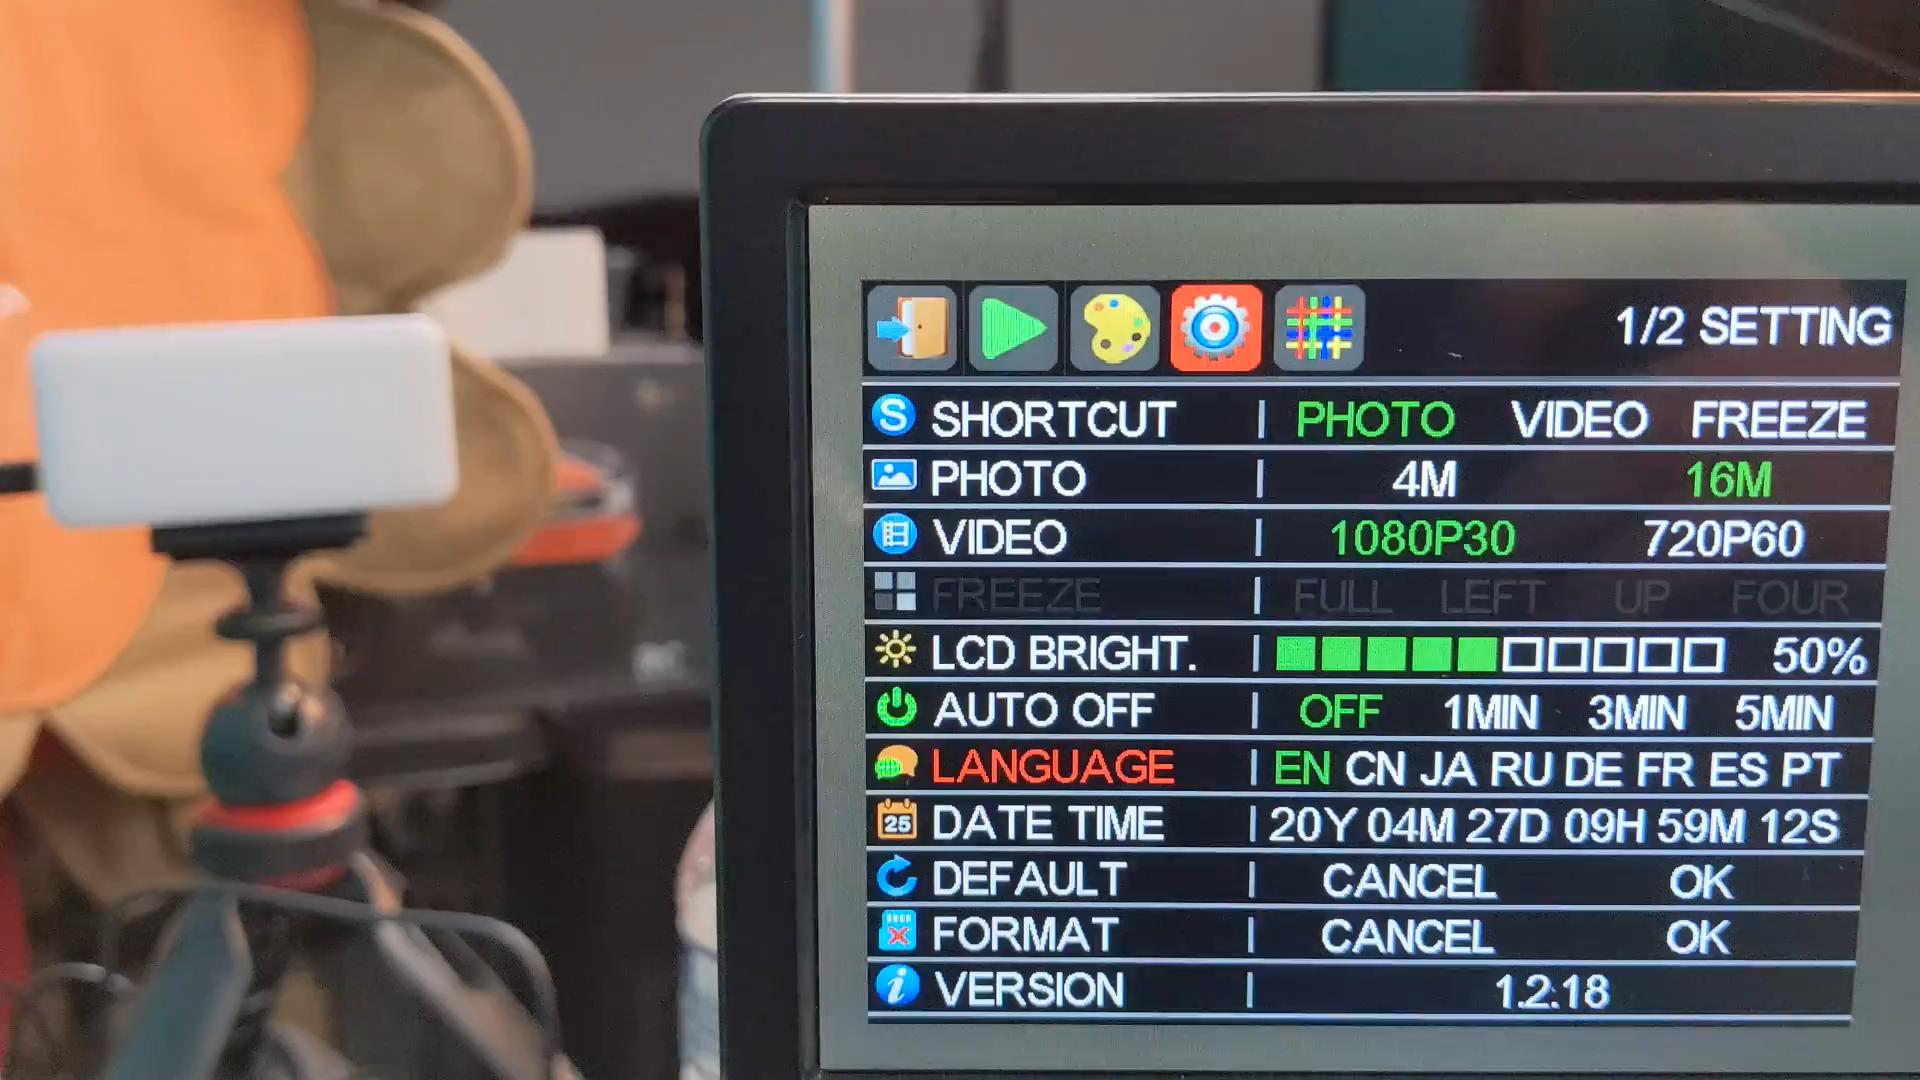 1/2 SETTING
SHORTCUT | PHOTO VIDEO FREEZE
PHOTO | 4M 16M
VIDEO | 1080P30 720P60
FREEZE | FULL LEFT UP FOUR
LCD BRIGHT. | 50%
AUTO OFF | OFF 1MIN 3MIN 5MIN
LANGUAGE | EN CN JA RU DE FR ES PT
25 DATE TIME | 20Y 04M 27D 09H 59M 12S
DEFAULT | CANCEL OK
FORMAT | CANCEL OK
VERSION | 1.2.18